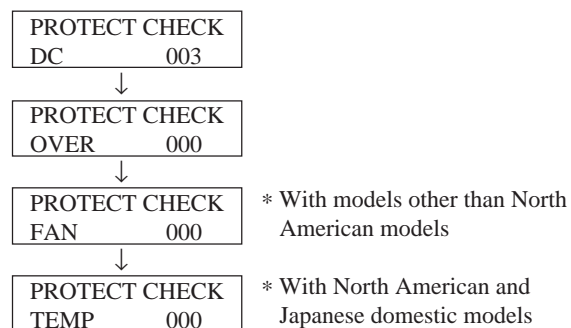 PROTECT CHECK
DC 003
↓
PROTECT CHECK
OVER 000
↓
PROTECT CHECK
FAN 000
* With models other than North
American models
↓
PROTECT CHECK
TEMP 000
* With North American and
Japanese domestic models